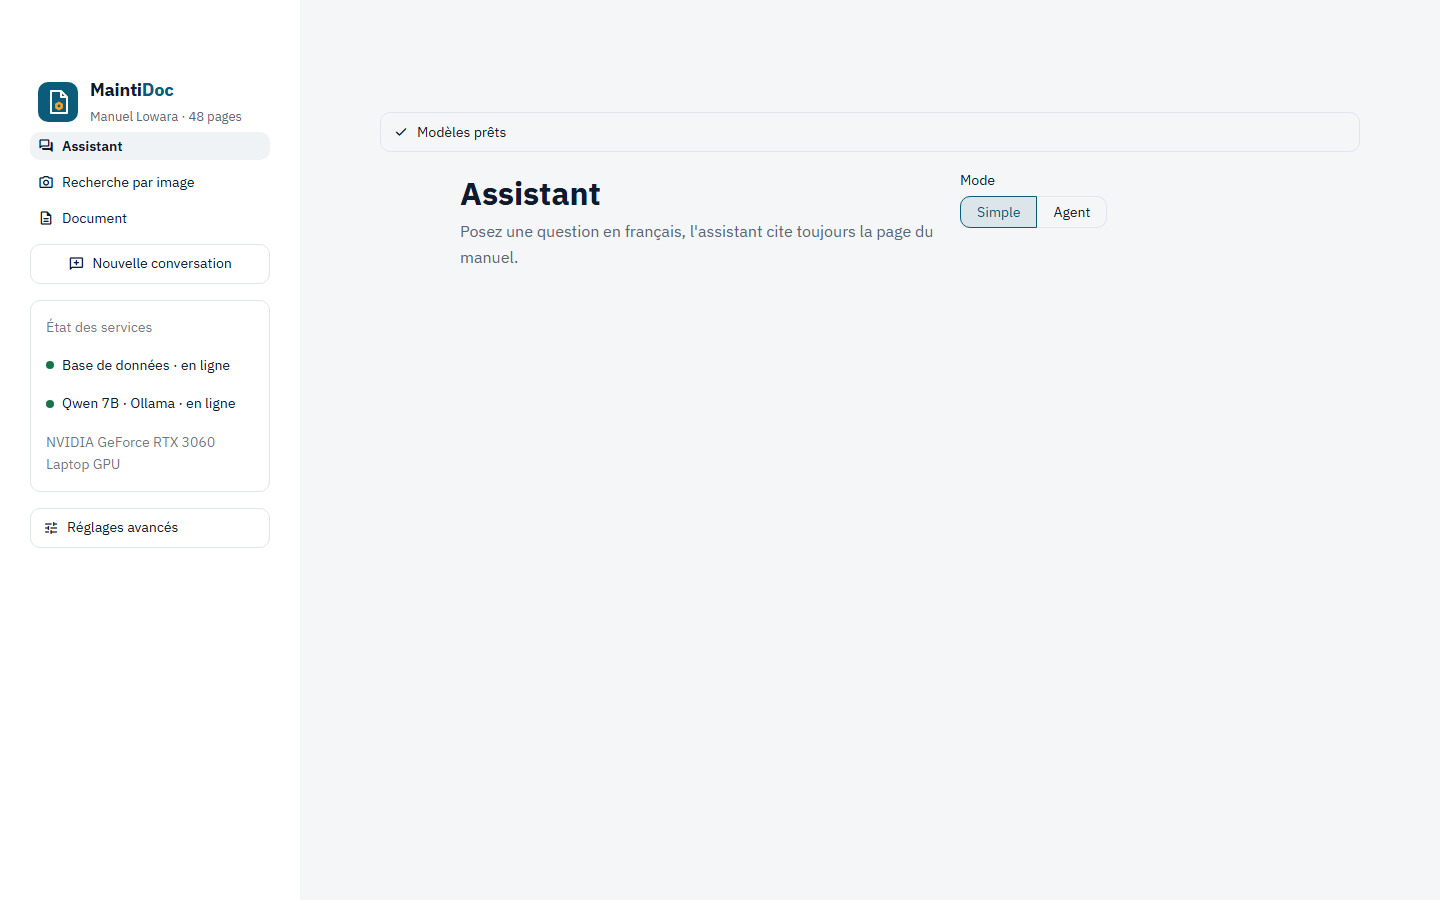 MaintiDoc
Manuel Lowara · 48 pages
Assistant
Recherche par image
Document
Nouvelle conversation
État des services
Base de données · en ligne
Qwen 7B · Ollama · en ligne
NVIDIA GeForce RTX 3060
Laptop GPU
Réglages avancés
Modèles prêts
Assistant
Posez une question en français, l'assistant cite toujours la page du
manuel.
Mode
Simple
Agent